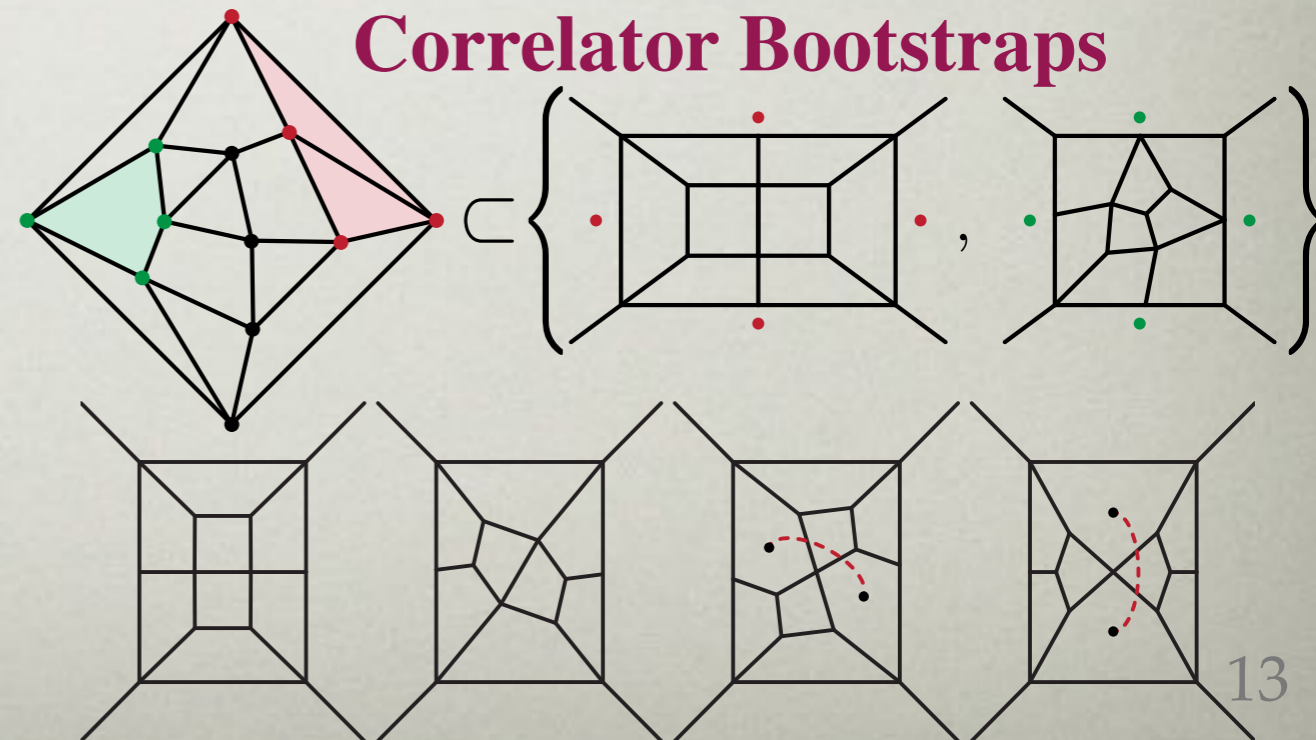 Correlator Bootstraps
⊂ { , }
13